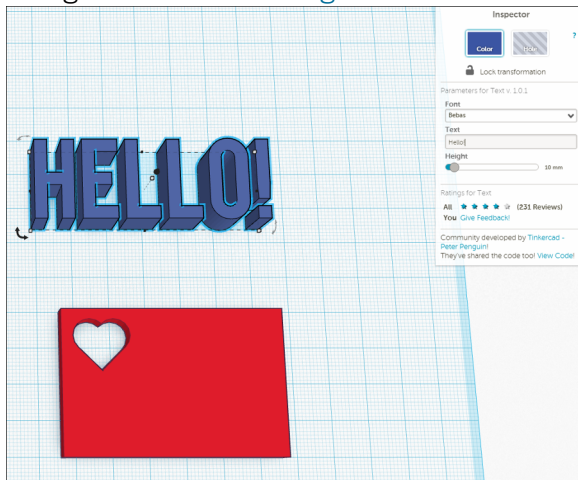 HELLO!
Inspector
Color
Hole
?
Lock transformation
Parameters for Text v. 1.0.1
Font
Bebas
Text
Hello!
Height
10 mm
Ratings for Text
All (231 Reviews)
You Give Feedback!
Community developed by Tinkercad -
Peter Penguin!
They've shared the code too! View Code!